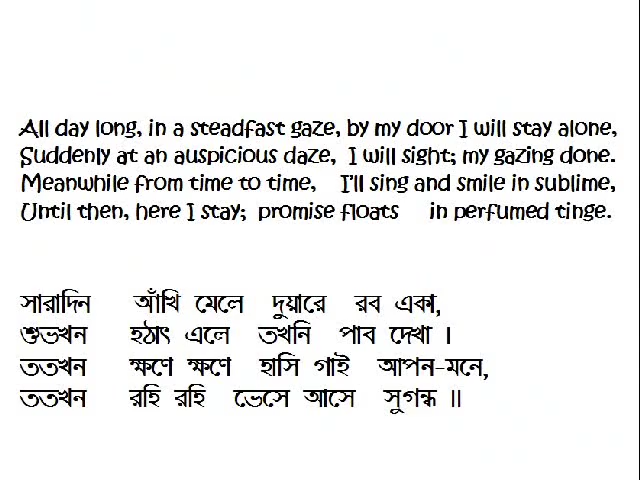 All day long, in a steadfast gaze, by my door I will stay alone,
Suddenly at an auspicious daze, I will sight; my gazing done.
Meanwhile from time to time, I'll sing and smile in sublime,
Until then, here I stay; promise floats in perfumed tinge.
সারাদিন আঁখি মেলে দুয়ারে রব একা,
শুভখন হঠাৎ এলে তখনি পাব দেখা ।
ততখন ক্ষণে ক্ষণে হাসি গাই আপন-মনে,
ততখন রহি রহি ভেসে আসে সুগন্ধ ॥